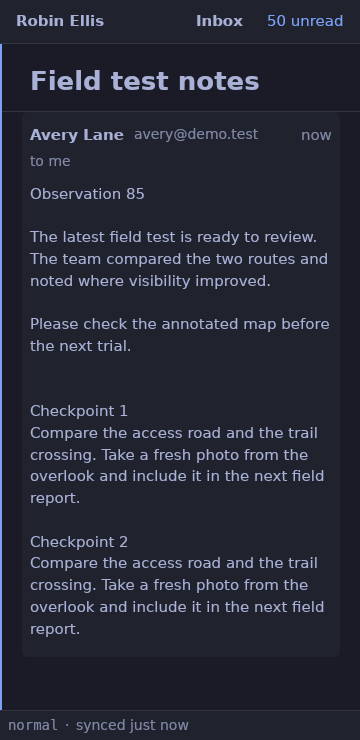 Robin Ellis Inbox 50 unread
Field test notes
Avery Lane avery@demo.test now
to me
Observation 85
The latest field test is ready to review.
The team compared the two routes and
noted where visibility improved.
Please check the annotated map before
the next trial.
Checkpoint 1
Compare the access road and the trail
crossing. Take a fresh photo from the
overlook and include it in the next field
report.
Checkpoint 2
Compare the access road and the trail
crossing. Take a fresh photo from the
overlook and include it in the next field
report.
normal · synced just now